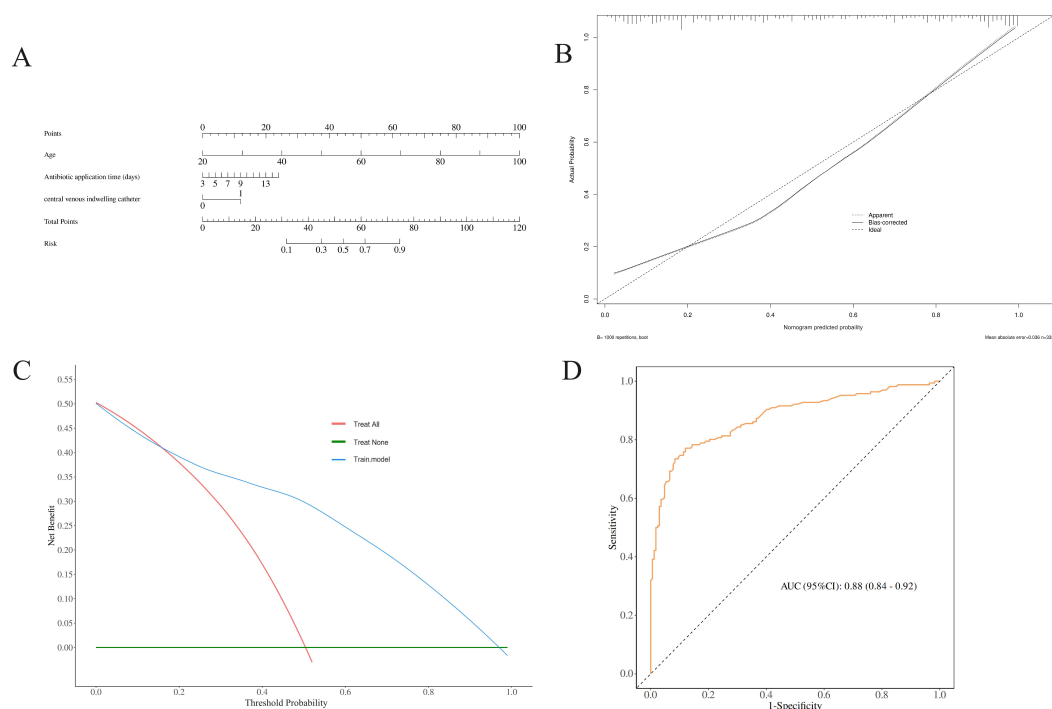 A
Points
0 20 40 60 80 100
Age
20 40 60 80 100
Antibiotic application time (days)
3 5 7 9 13
1
central venous indwelling catheter
0
Total Points
0 20 40 60 80 100 120
Risk
0.1 0.3 0.5 0.7 0.9
B
Actual Probability
1.0
0.8
0.6
0.4
0.2
0.0
Apparent
Bias-corrected
Ideal
0.0 0.2 0.4 0.6 0.8 1.0
Nomogram predicted probaility
B= 1000 repetitions, boot
Mean absolute error=0.036 n=33
C
Net Benefit
0.55
0.50
0.45
0.40
0.35
0.30
0.25
0.20
0.15
0.10
0.05
0.00
Treat All
Treat None
Train.model
0.0 0.2 0.4 0.6 0.8 1.0
Threshold Probability
D
Sensitivity
1.0
0.8
0.6
0.4
0.2
0.0
AUC (95%CI): 0.88 (0.84 - 0.92)
0.0 0.2 0.4 0.6 0.8 1.0
1-Specificity